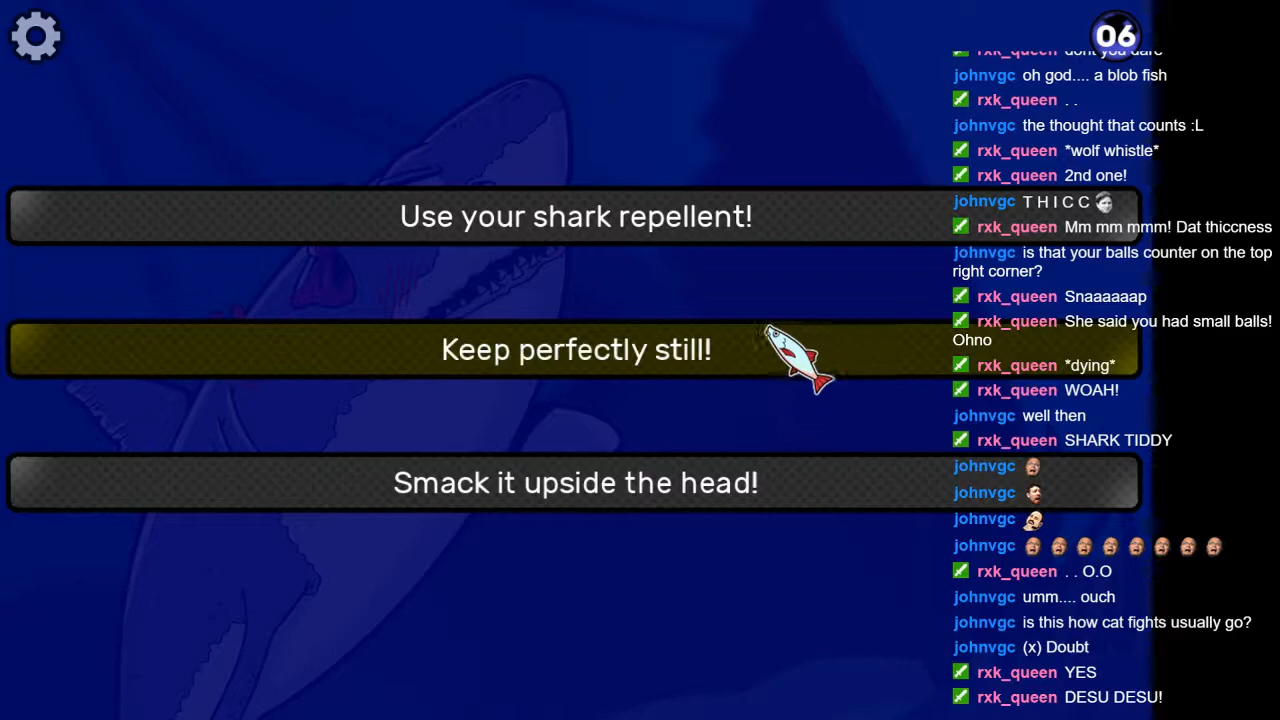 06
rxk_queen dont you dare
johnvgc oh god.... a blob fish
rxk_queen . .
johnvgc the thought that counts :L
rxk_queen *wolf whistle*
rxk_queen 2nd one!
johnvgc T H I C C
Use your shark repellent!
rxk_queen Mm mm mmm! Dat thiccness
johnvgc is that your balls counter on the top
right corner?
rxk_queen Snaaaaaap
rxk_queen She said you had small balls!
Ohno
Keep perfectly still!
rxk_queen *dying*
rxk_queen WOAH!
johnvgc well then
rxk_queen SHARK TIDDY
johnvgc
Smack it upside the head!
johnvgc
johnvgc
johnvgc
rxk_queen . . O.O
johnvgc umm.... ouch
johnvgc is this how cat fights usually go?
johnvgc (x) Doubt
rxk_queen YES
rxk_queen DESU DESU!